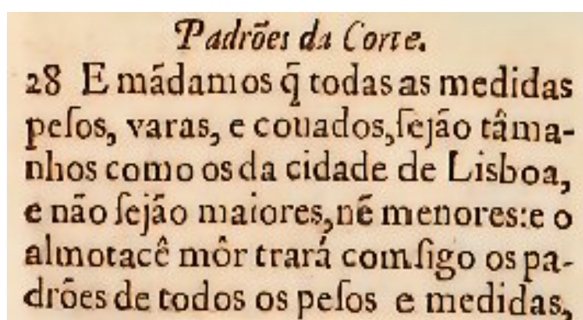 Padrões da Corte.
28 E mãdamos q̃ todas as medidas
peſos, varas, e couados, ſejão tâma-
nhos como os da cidade de Lisboa,
e não ſejão maiores, nẽ menores: e o
almotacê môr trará comſigo os pa-
drões de todos os peſos e medidas,